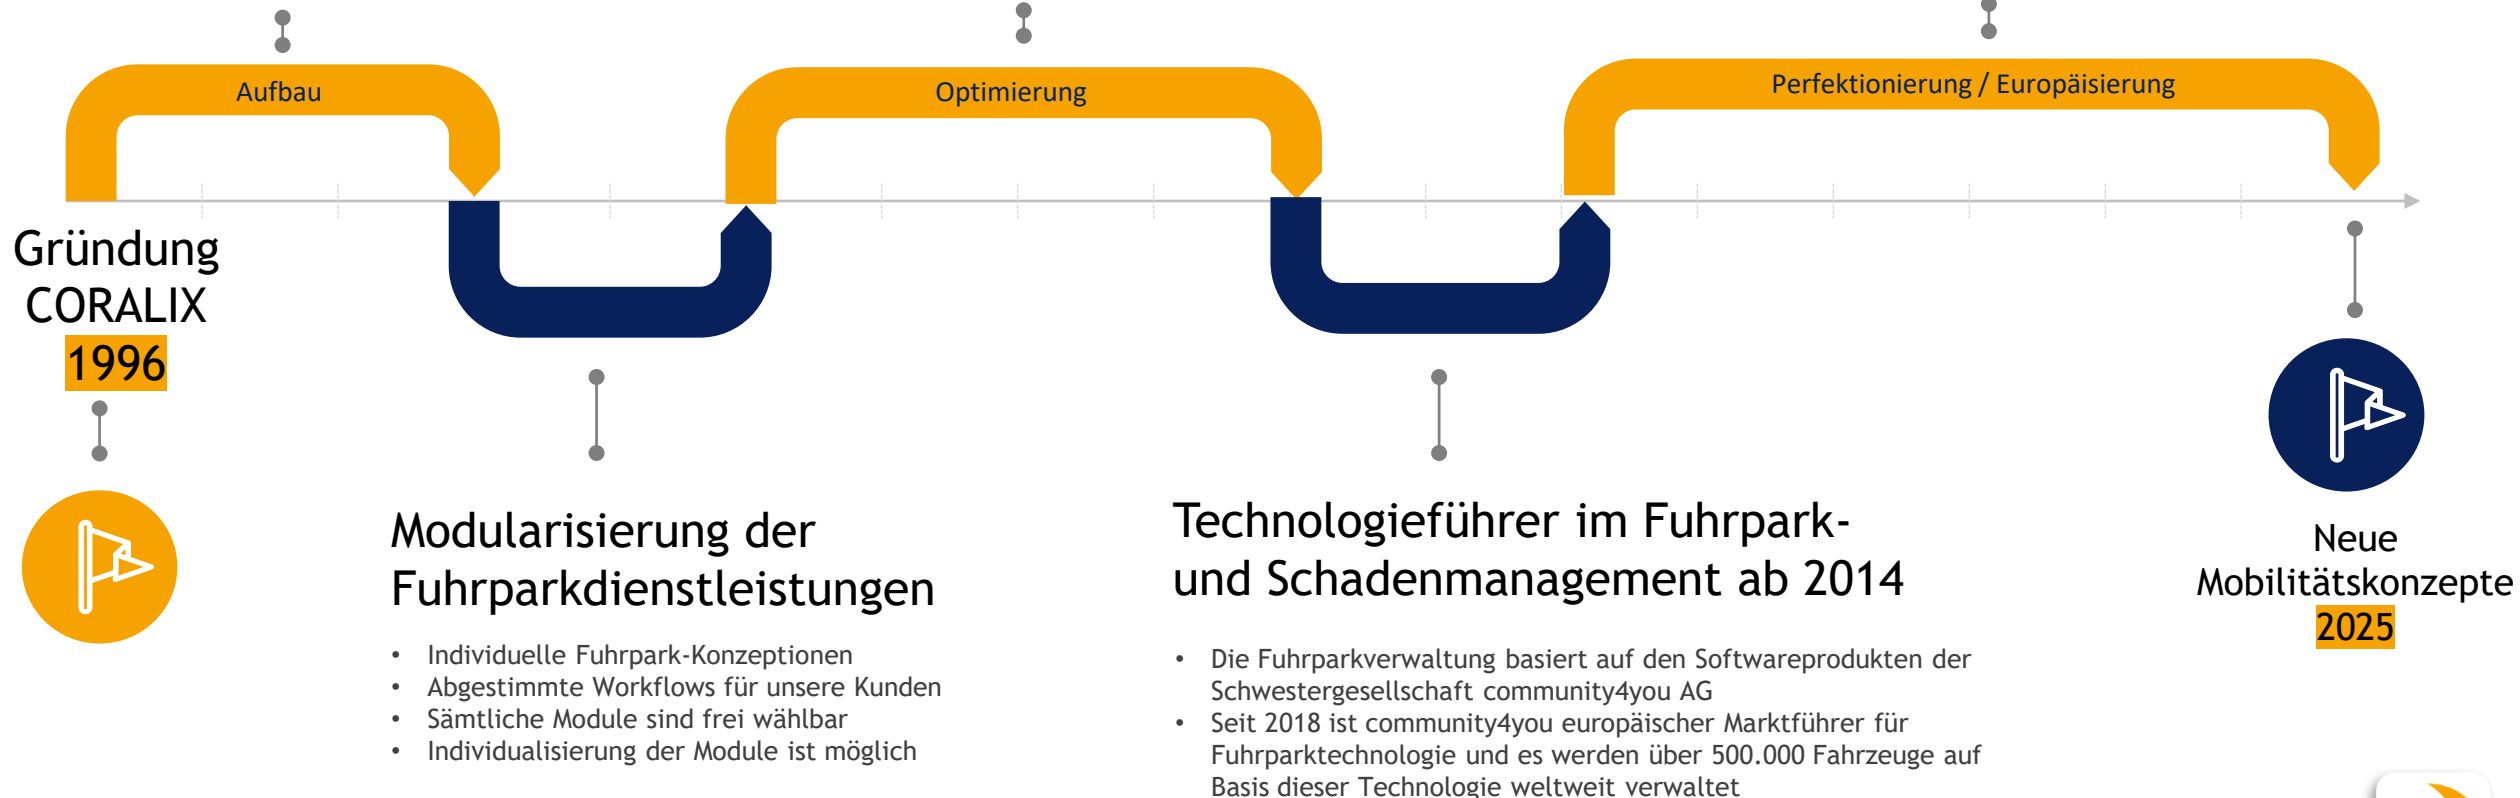 Aufbau
Optimierung
Perfektionierung / Europäisierung
Gründung
CORALIX
1996
Modularisierung der
Fuhrparkdienstleistungen
• Individuelle Fuhrpark-Konzeptionen
• Abgestimmte Workflows für unsere Kunden
• Sämtliche Module sind frei wählbar
• Individualisierung der Module ist möglich
Technologieführer im Fuhrpark-
und Schadenmanagement ab 2014
• Die Fuhrparkverwaltung basiert auf den Softwareprodukten der
Schwestergesellschaft community4you AG
• Seit 2018 ist community4you europäischer Marktführer für
Fuhrparktechnologie und es werden über 500.000 Fahrzeuge auf
Basis dieser Technologie weltweit verwaltet
Neue
Mobilitätskonzepte
2025